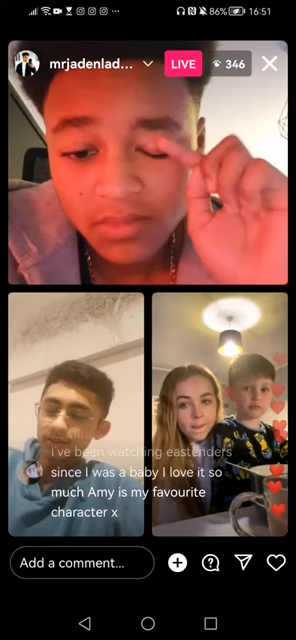 86% 16:51
mrjadenlad... LIVE 346
I've been watching eastenders
since I was a baby I love it so
much Amy is my favourite
character x
Add a comment...